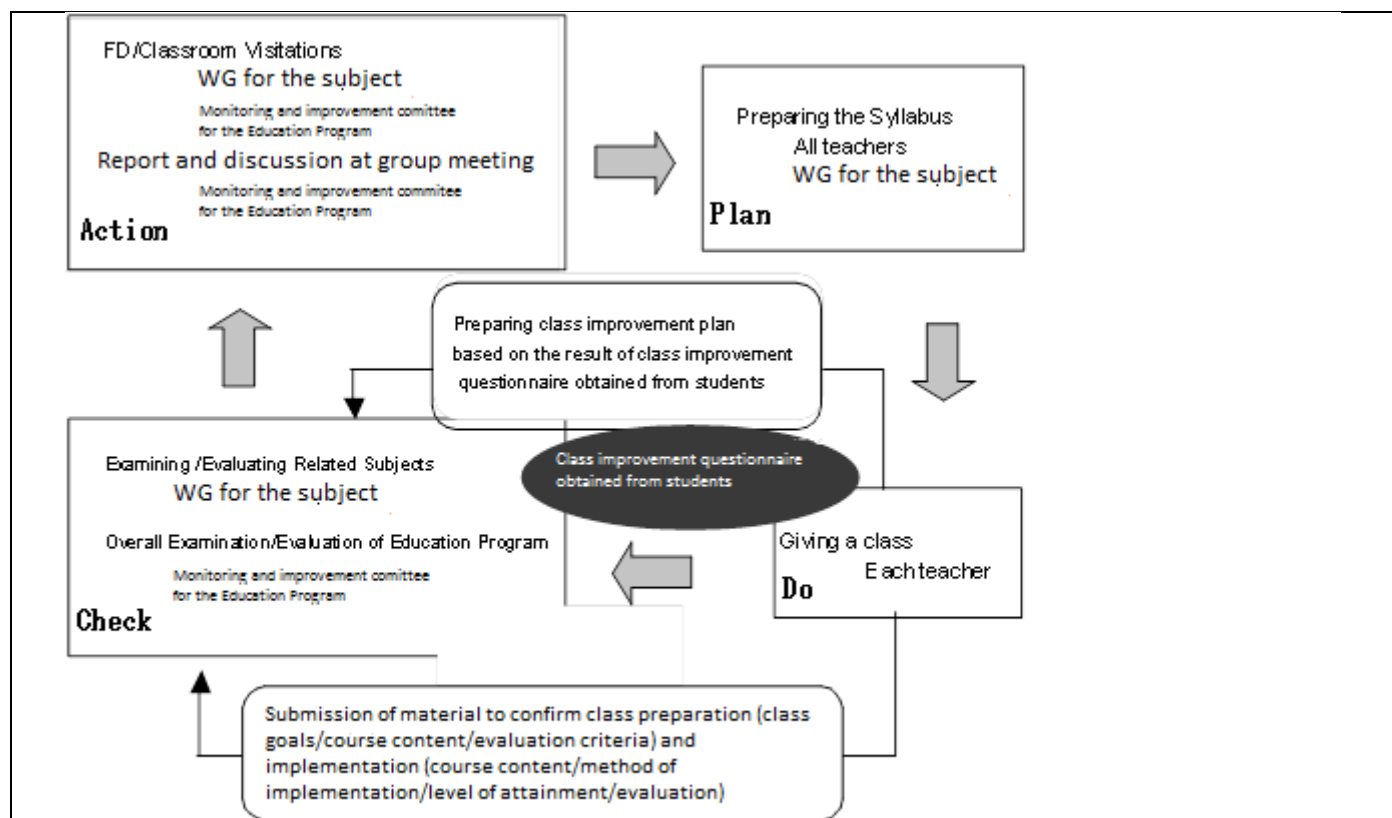 FD/Classroom Visitations
WG for the subject
Monitoring and improvement comittee
for the Education Program
Report and discussion at group meeting
Monitoring and improvement commitee
for the Education Program
Action
Preparing the Syllabus
All teachers
WG for the subject
Plan
Preparing class improvement plan
based on the result of class improvement
questionnaire obtained from students
Class improvement questionnaire
obtained from students
Examining/Evaluating Related Subjects
WG for the subject
Overall Examination/Evaluation of Education Program
Monitoring and improvement comittee
for the Education Program
Check
Giving a class
Each teacher
Do
Submission of material to confirm class preparation (class
goals/course content/evaluation criteria) and
implementation (course content/method of
implementation/level of attainment/evaluation)